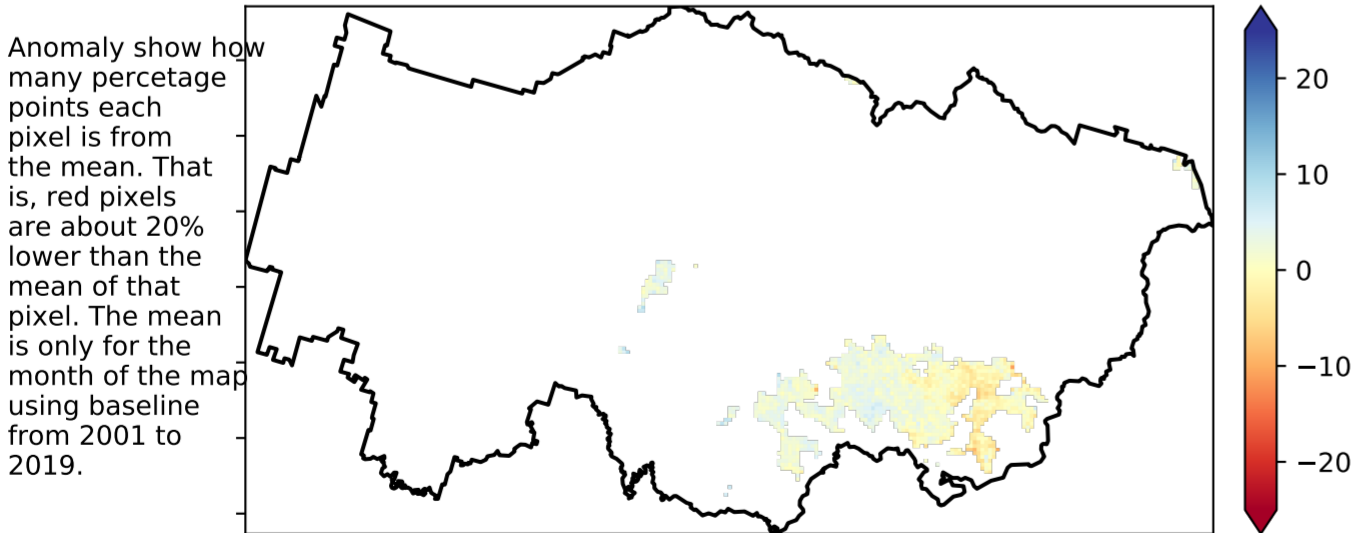 Anomaly show how
many percetage
points each
pixel is from
the mean. That
is, red pixels
are about 20%
lower than the
mean of that
pixel. The mean
is only for the
month of the map
using baseline
from 2001 to
2019.
20
10
0
−10
−20